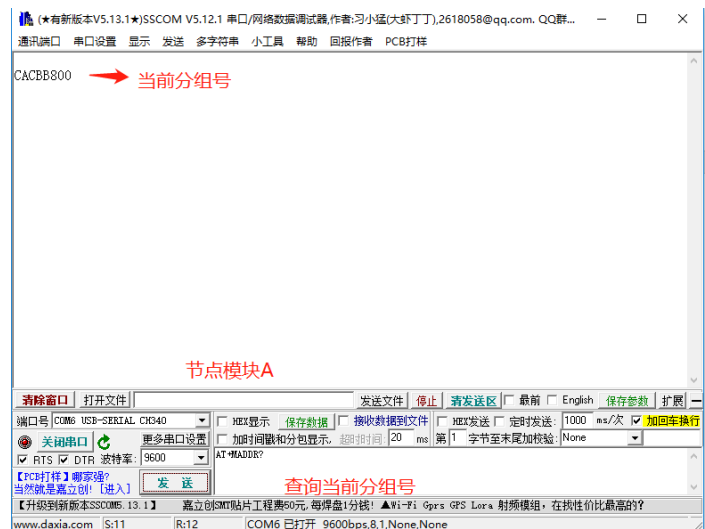 (★有新版本V5.13.1★)SSCOM V5.12.1 串口/网络数据调试器,作者:习小猛(大虾丁丁),2618058@qq.com. QQ群...
通讯端口 串口设置 显示 发送 多字符串 小工具 帮助 回报作者 PCB打样
CACBB800 当前分组号
节点模块A
清除窗口 打开文件 发送文件 停止 清发送区 最前 English 保存参数 扩展 —
端口号 COM6 USB-SERIAL CH340 HEX显示 保存数据 接收数据到文件 HEX发送 定时发送: 1000 ms/次 加回车换行
关闭串口 更多串口设置 加时间戳和分包显示, 超时时间: 20 ms 第 1 字节至末尾加校验: None
RTS DTR 波特率: 9600
AT+MADDR?
【PCB打样】哪家强?
当然就是嘉立创!【进入】
发 送
查询当前分组号
【升级到新版本SSCOM5.13.1】 嘉立创SMT贴片工程费50元,每焊盘1分钱! ▲Wi-Fi Gprs GPS Lora 射频模组, 在找性价比最高的?
www.daxia.com S:11 R:12 COM6 已打开 9600bps,8,1,None,None